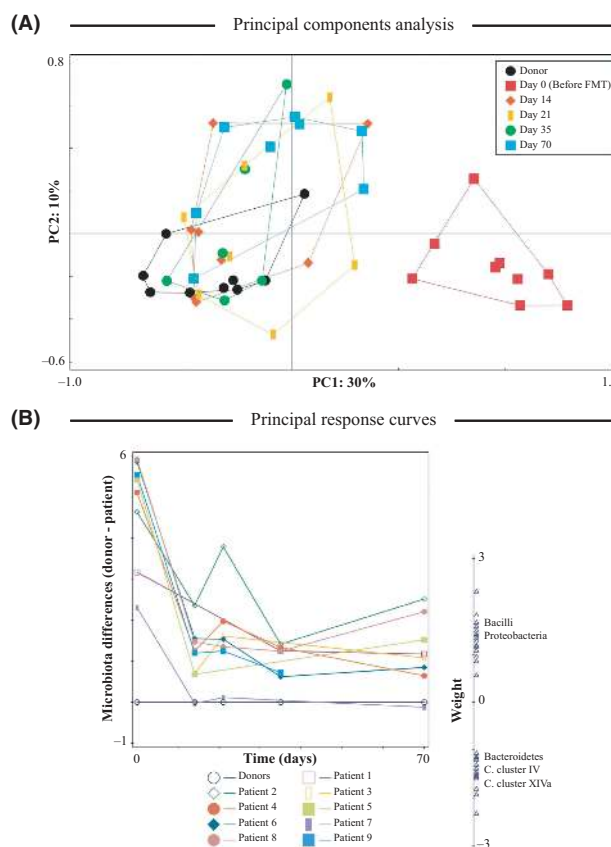 (A) Principal components analysis
0.8
Donor
Day 0 (Before FMT)
Day 14
Day 21
Day 35
Day 70
PC2: 10%
−0.6
−1.0
PC1: 30%
1.
(B) Principal response curves
6
Microbiota differences (donor - patient)
−1
0
Time (days)
70
3
Bacilli
Proteobacteria
Weight
0
Bacteroidetes
C. cluster IV
C. cluster XIVa
−3
Donors Patient 1
Patient 2 Patient 3
Patient 4 Patient 5
Patient 6 Patient 7
Patient 8 Patient 9